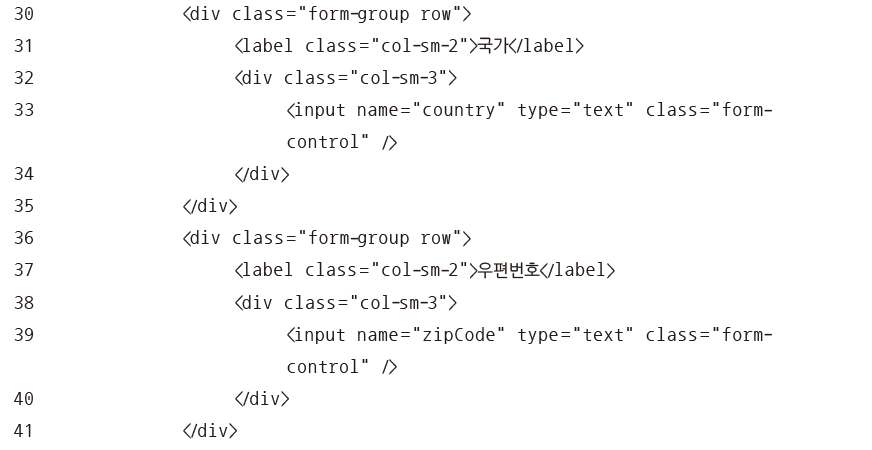 30 <div class="form-group row">
31 <label class="col-sm-2">국가</label>
32 <div class="col-sm-3">
33 <input name="country" type="text" class="form-
control" />
34 </div>
35 </div>
36 <div class="form-group row">
37 <label class="col-sm-2">우편번호</label>
38 <div class="col-sm-3">
39 <input name="zipCode" type="text" class="form-
control" />
40 </div>
41 </div>